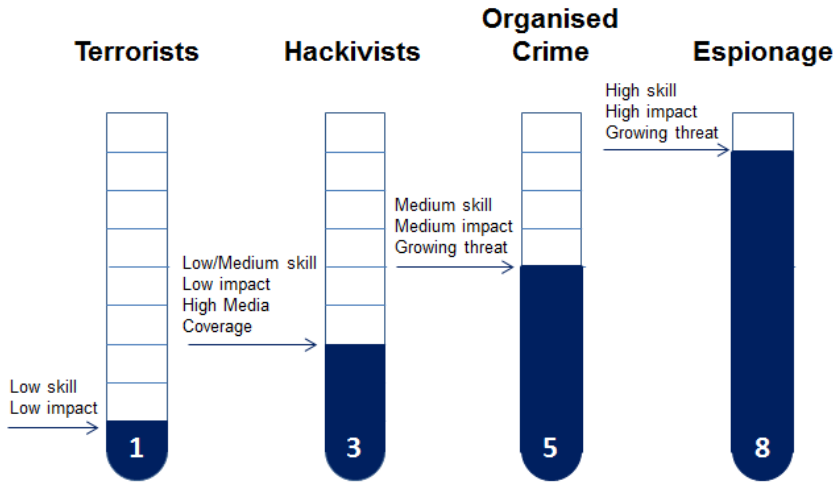 Terrorists
Hackivists
Organised
Crime
Espionage
Low skill
Low impact
1
Low/Medium skill
Low impact
High Media
Coverage
3
Medium skill
Medium impact
Growing threat
5
High skill
High impact
Growing threat
8